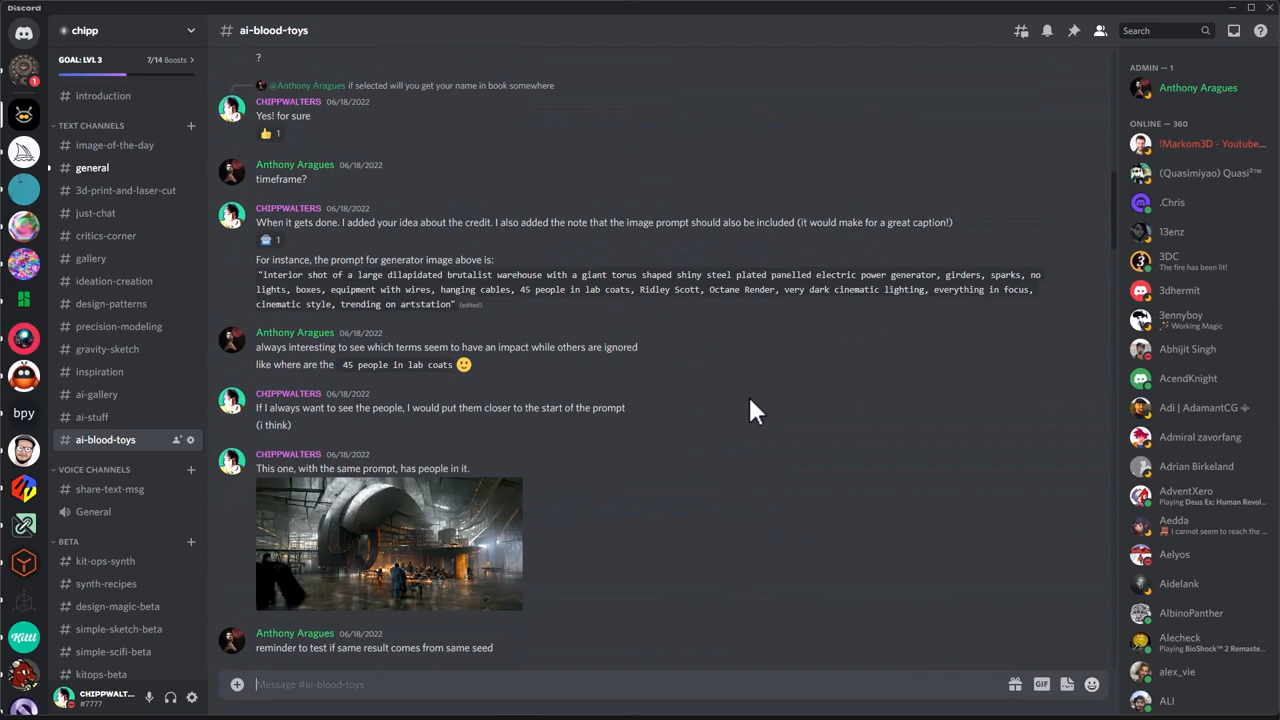 Discord
chipp
GOAL: LVL 3
7/14 Boosts
introduction
TEXT CHANNELS
image-of-the-day
general
3d-print-and-laser-cut
just-chat
critics-corner
gallery
ideation-creation
design-patterns
precision-modeling
gravity-sketch
inspiration
ai-gallery
ai-stuff
ai-blood-toys
VOICE CHANNELS
share-text-msg
General
BETA
kit-ops-synth
synth-recipes
design-magic-beta
simple-sketch-beta
simple-scifi-beta
kitops-beta
CHIPPWALT...
#7777
1
bpy
Kittl
# ai-blood-toys
Search
?
@Anthony Aragues if selected will you get your name in book somewhere
CHIPPWALTERS 06/18/2022
Yes! for sure
👍 1
Anthony Aragues 06/18/2022
timeframe?
CHIPPWALTERS 06/18/2022
When it gets done. I added your idea about the credit. I also added the note that the image prompt should also be included (it would make for a great caption!)
1
For instance, the prompt for generator image above is:
"interior shot of a large dilapidated brutalist warehouse with a giant torus shaped shiny steel plated panelled electric power generator, girders, sparks, no
lights, boxes, equipment with wires, hanging cables, 45 people in lab coats, Ridley Scott, Octane Render, very dark cinematic lighting, everything in focus,
cinematic style, trending on artstation" (edited)
Anthony Aragues 06/18/2022
always interesting to see which terms seem to have an impact while others are ignored
like where are the 45 people in lab coats 🙂
CHIPPWALTERS 06/18/2022
If I always want to see the people, I would put them closer to the start of the prompt
(i think)
CHIPPWALTERS 06/18/2022
This one, with the same prompt, has people in it.
Anthony Aragues 06/18/2022
reminder to test if same result comes from same seed
Message #ai-blood-toys
GIF
ADMIN — 1
Anthony Aragues
ONLINE — 360
!Markom3D - Youtube...
(Quasimiyao) Quasi²™
.Chris
13enz
3DC
The fire has been lit!
3dhermit
3ennyboy
Working Magic
Abhijit Singh
AcendKnight
Adi | AdamantCG
Admiral zavorfang
Adrian Birkeland
AdventXero
Playing Deus Ex: Human Revol...
Aedda
I cannot seem to reach the ...
Aelyos
Aidelank
AlbinoPanther
Alecheck
Playing BioShock™ 2 Remaste...
alex_vie
ALI